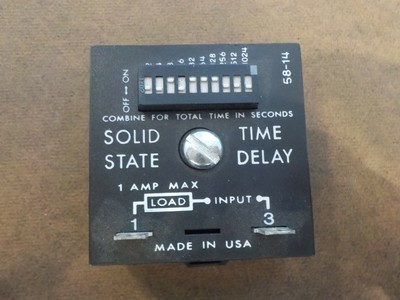 2 4 8 16 32 64 128 256 512 1024
OFF→ON
58-14
COMBINE FOR TOTAL TIME IN SECONDS
SOLID STATE
TIME DELAY
1 AMP MAX
LOAD INPUT
1 3
MADE IN USA